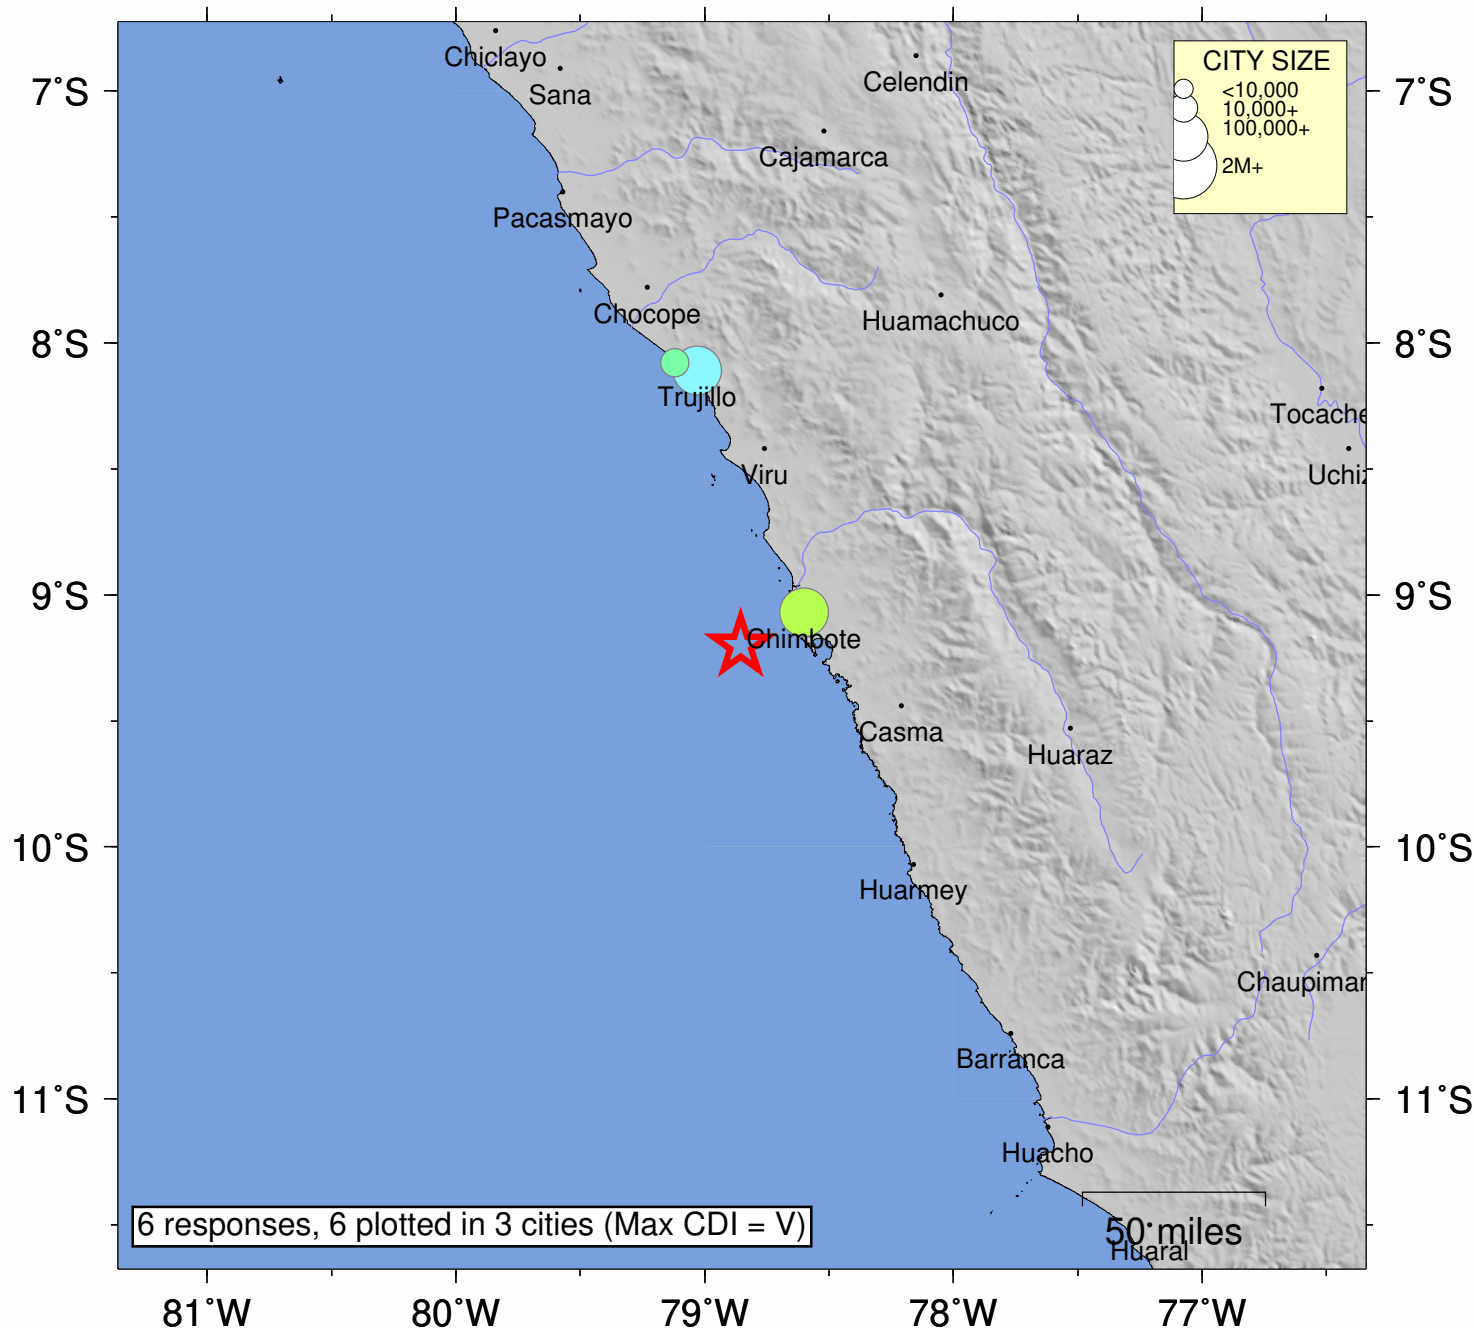 Chiclayo
Sana
Celendin
CITY SIZE
<10,000
10,000+
100,000+
2M+
7°S
7°S
Cajamarca
Pacasmayo
Chocope
Huamachuco
8°S
8°S
Trujillo
Tocache
Viru
Uchiz
9°S
9°S
Chimbote
Casma
Huaraz
10°S
10°S
Huarmey
Chaupimar
Barranca
11°S
11°S
Huacho
6 responses, 6 plotted in 3 cities (Max CDI = V)
50 miles
Huaral
81°W
80°W
79°W
78°W
77°W